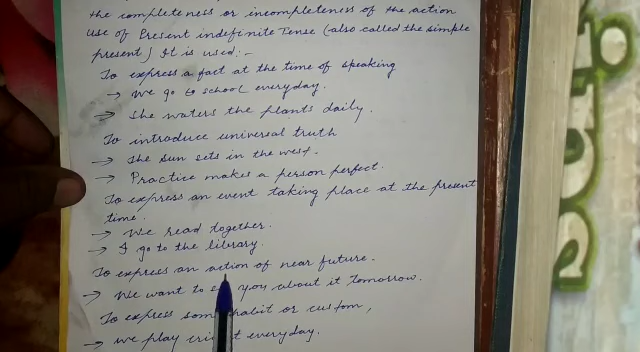 the completeness or incompleteness of the action
use of Present indefinite Tense (also called the simple
present) It is used:-
To express a fact at the time of speaking
→ We go to school everyday.
→ She waters the plants daily.
To introduce universal truth
→ The sun sets in the west.
→ Practice makes a person perfect.
To express an event taking place at the present
time.
→ We read together.
→ I go to the library.
To express an action of near future.
→ We want to you about it tomorrow.
To express some habit or custom,
→ We play cricket everyday.